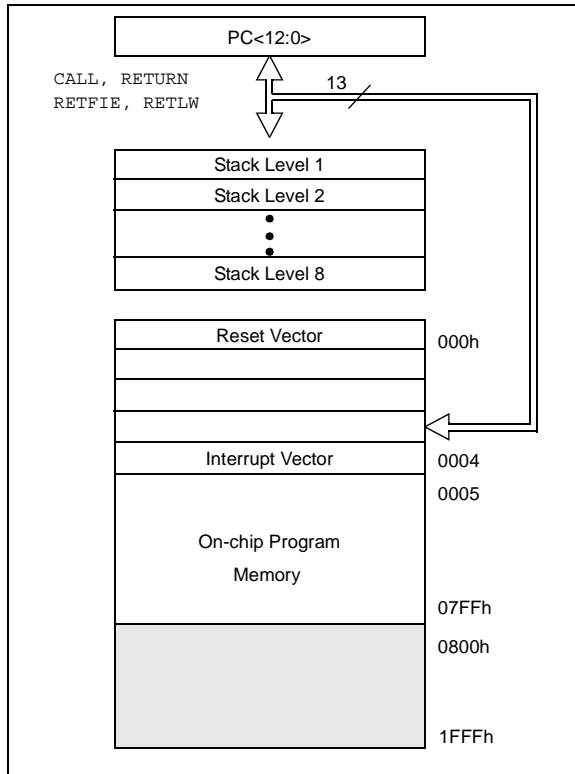 PC<12:0>
CALL, RETURN
RETFIE, RETLW
13
Stack Level 1
Stack Level 2
Stack Level 8
Reset Vector
000h
Interrupt Vector
0004
0005
On-chip Program
Memory
07FFh
0800h
1FFFh